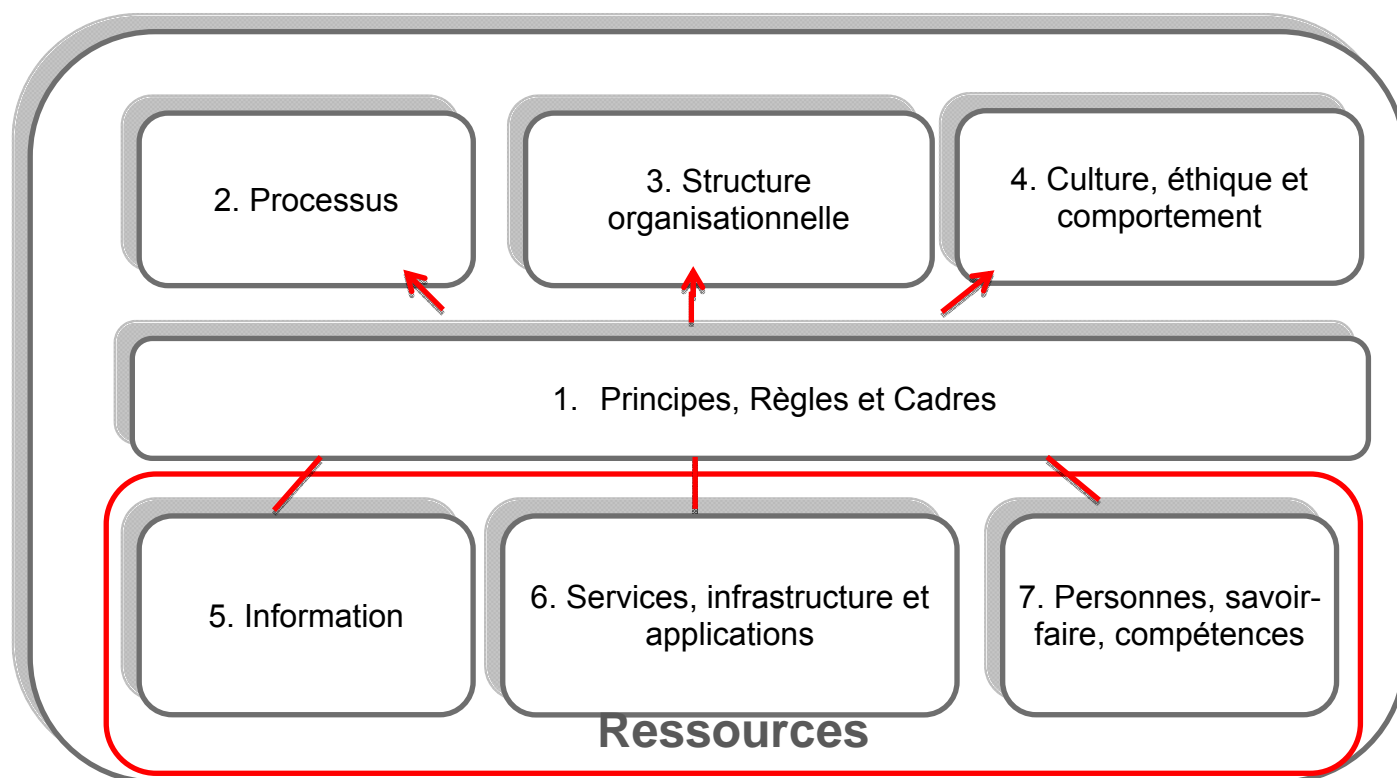 2. Processus
3. Structure
organisationnelle
4. Culture, éthique et
comportement
1. Principes, Règles et Cadres
5. Information
6. Services, infrastructure et
applications
7. Personnes, savoir-
faire, compétences
Ressources